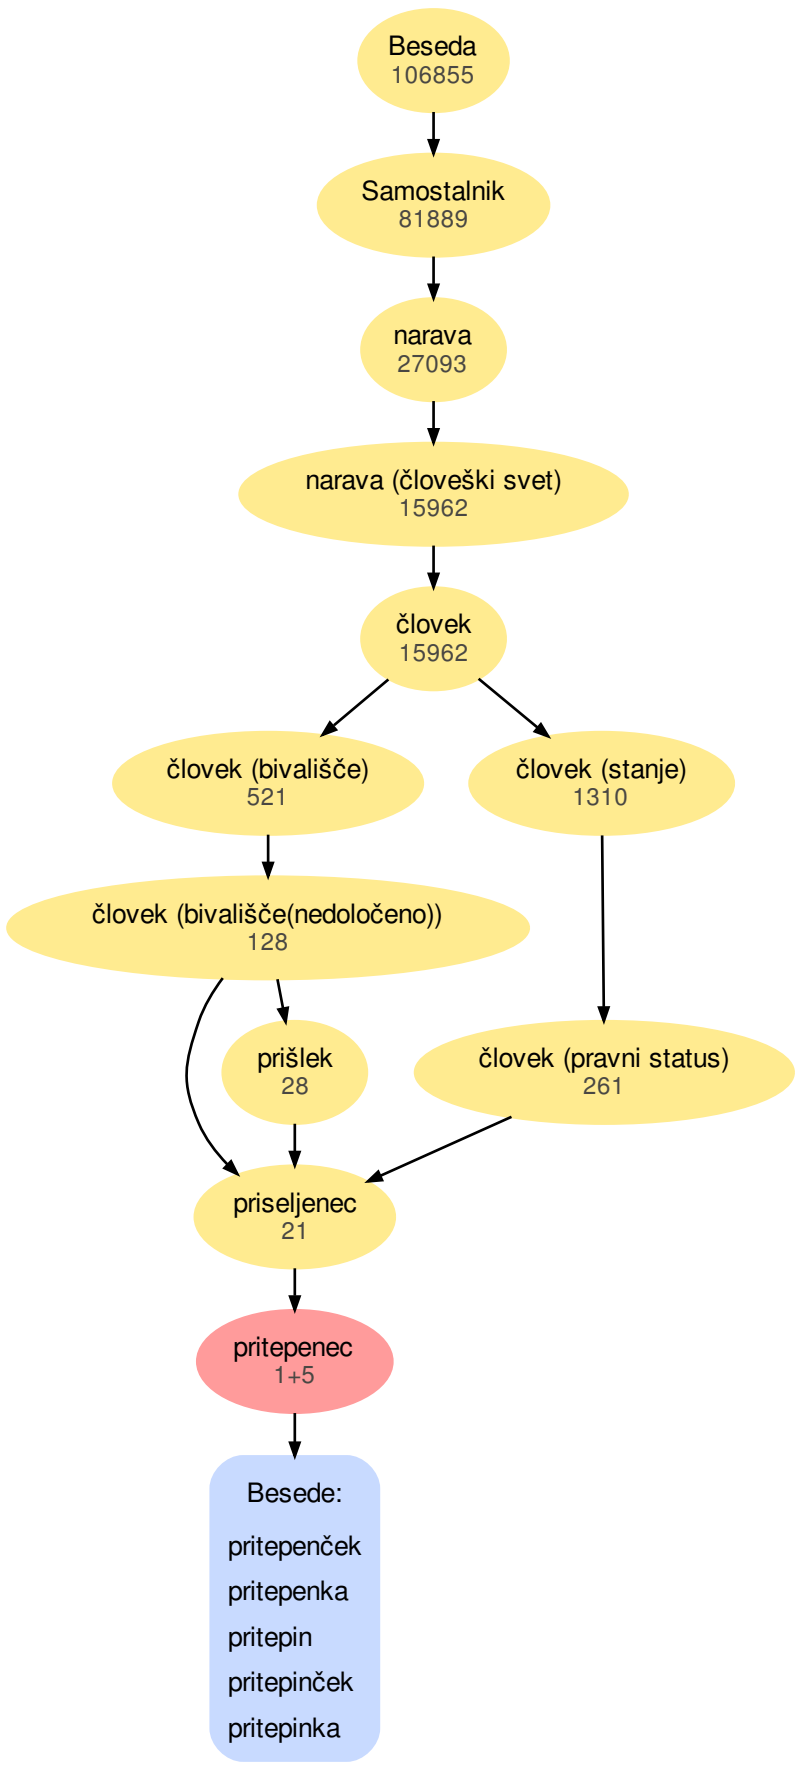 Beseda
106855
Samostalnik
81889
narava
27093
narava (človeški svet)
15962
človek
15962
človek (bivališče)
521
človek (stanje)
1310
človek (bivališče(nedoločeno))
128
prišlek
28
človek (pravni status)
261
priseljenec
21
pritepenec
1+5
Besede:
pritepenček
pritepenka
pritepin
pritepinček
pritepinka